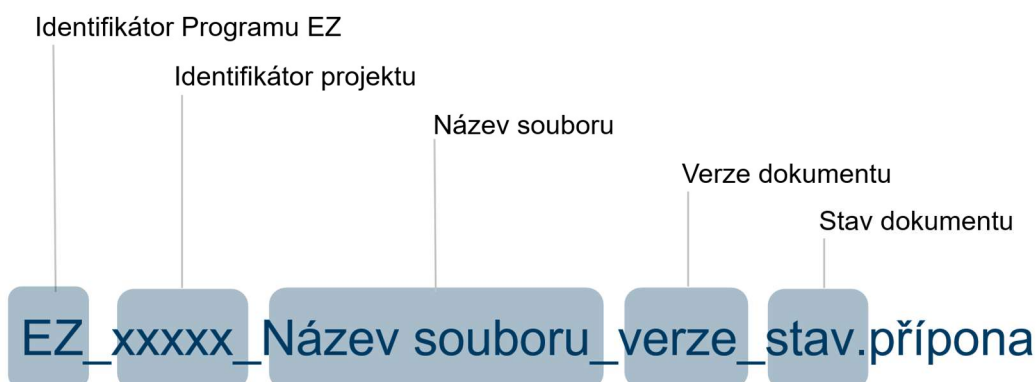 Identifikátor Programu EZ
Identifikátor projektu
Název souboru
Verze dokumentu
Stav dokumentu
EZ_xxxxx_Název souboru_verze_stav.přípona